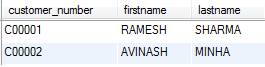 customer_number firstname lastname
C00001 RAMESH SHARMA
C00002 AVINASH MINHA